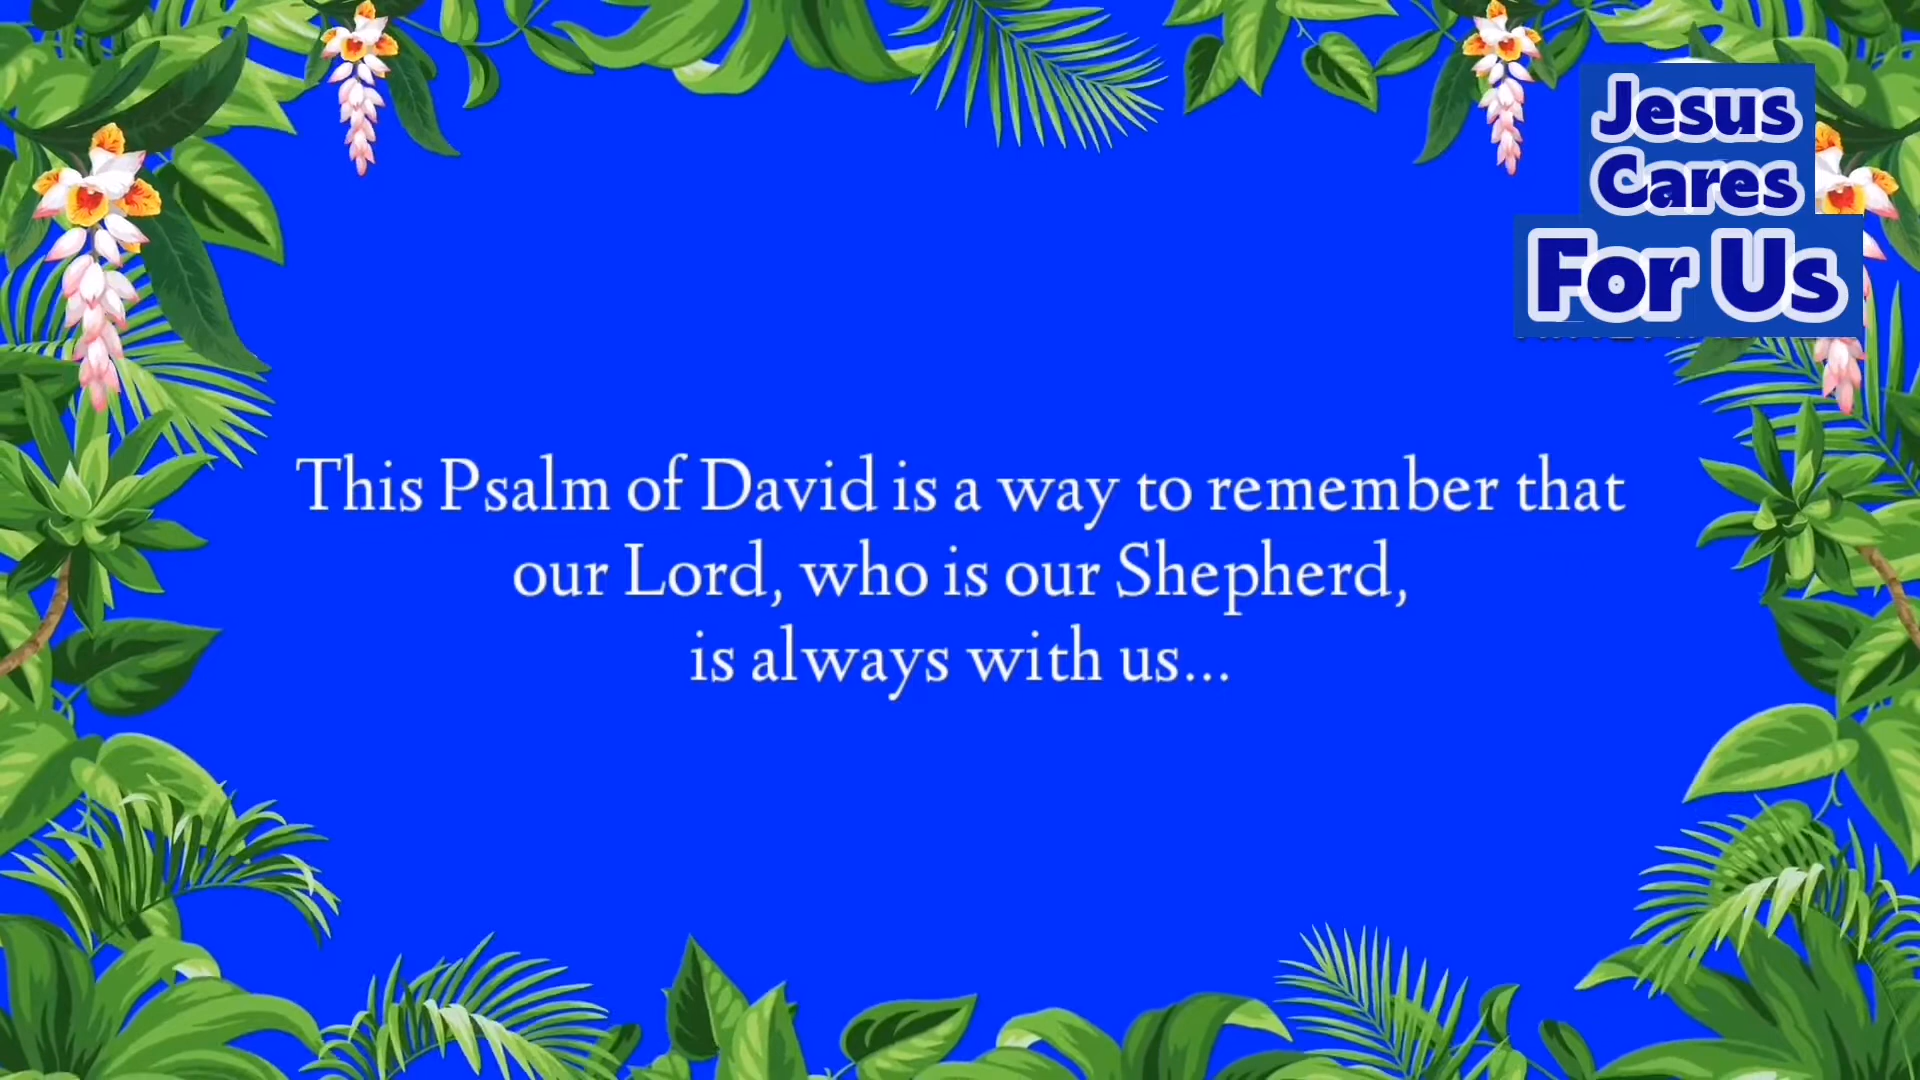 Jesus
Cares
For Us
This Psalm of David is a way to remember that
our Lord, who is our Shepherd,
is always with us...